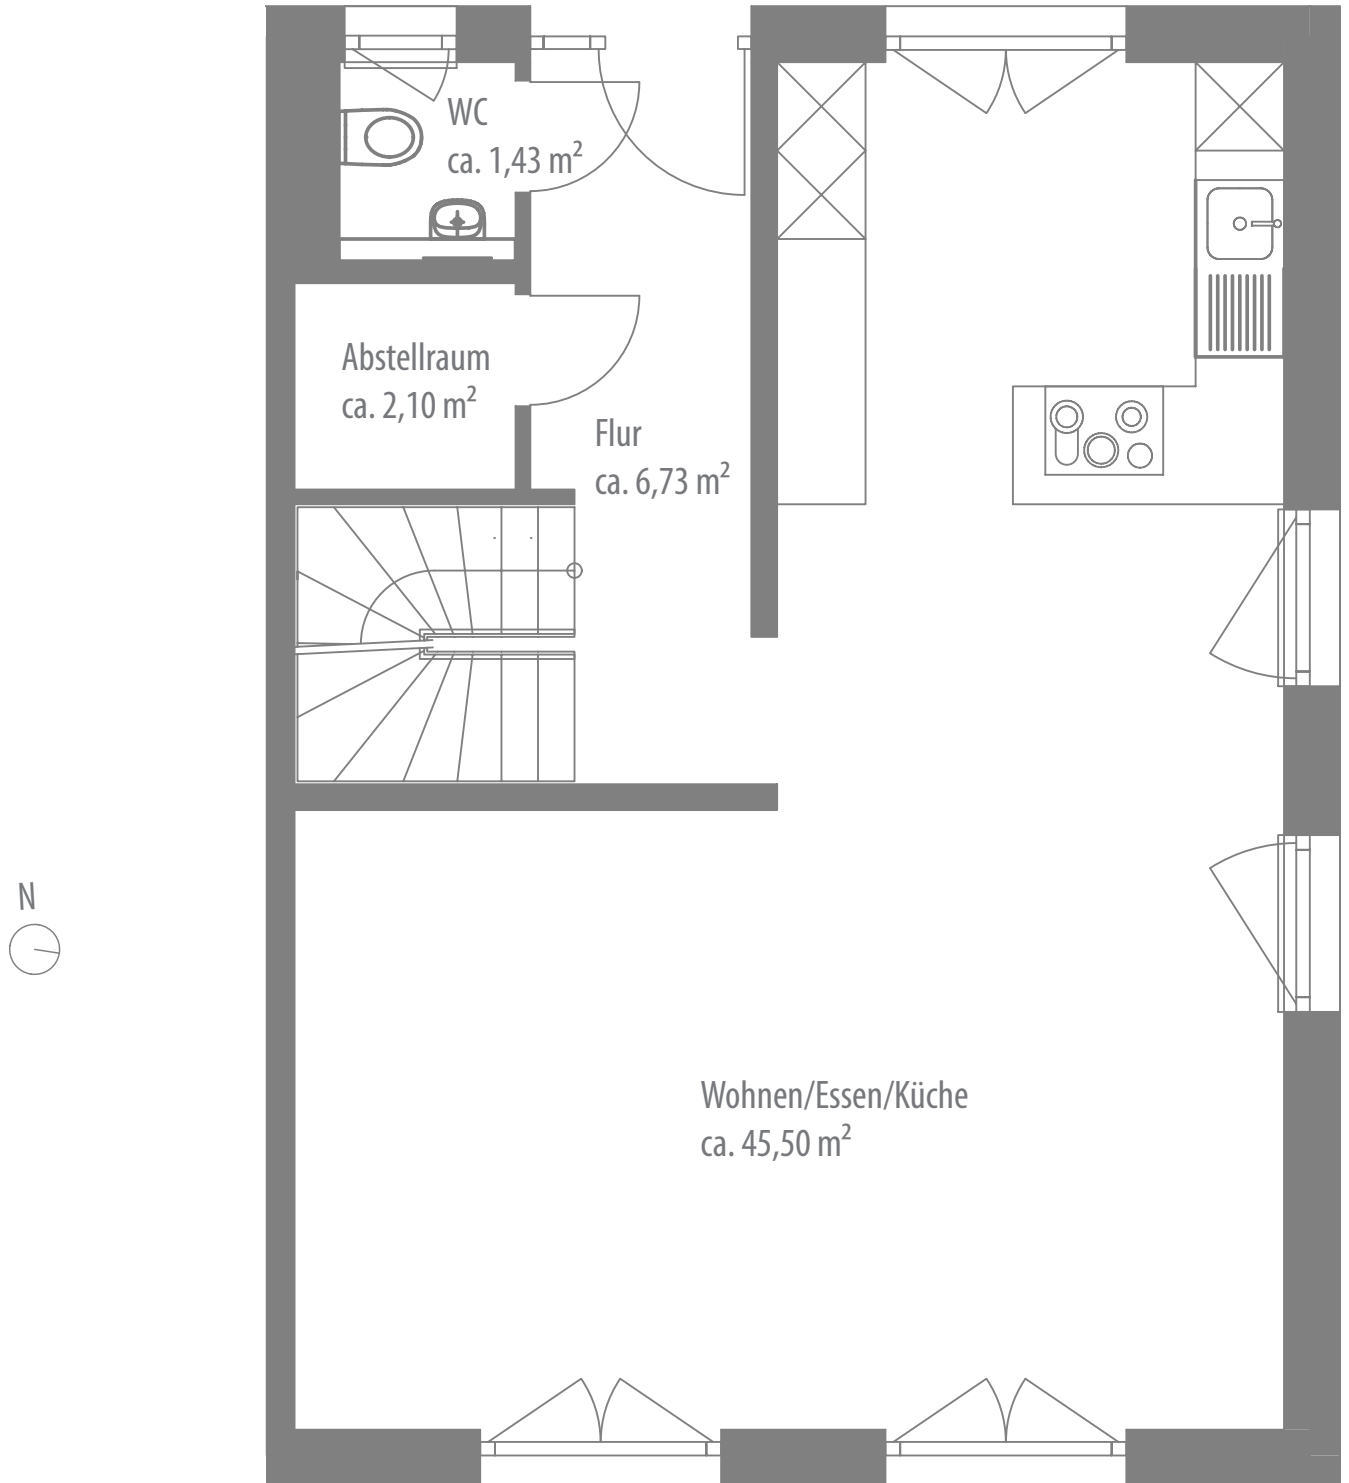 WC
ca. 1,43 m²
Abstellraum
ca. 2,10 m²
Flur
ca. 6,73 m²
N
Wohnen/Essen/Küche
ca. 45,50 m²